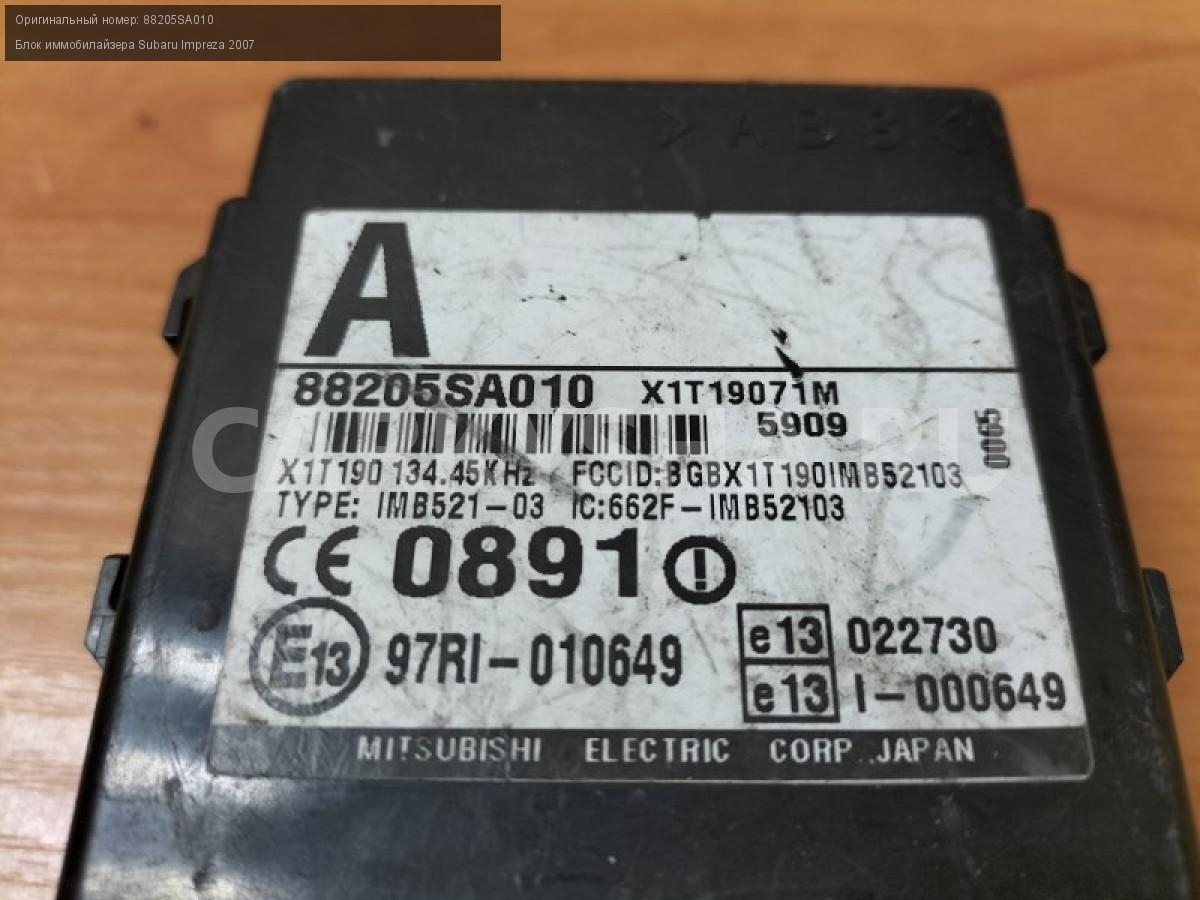 Оригинальный номер: 88205SA010
Блок иммобилайзера Subaru Impreza 2007
>ABS<
A
88205SA010 X1T19071M
5909
0065
X1T190 134.45KHz FCCID:BGBX1T190IMB52103
TYPE: IMB521-03 IC:662F-IMB52103
CE 0891
E13 97RI-010649
e13 022730
e13 I-000649
MITSUBISHI ELECTRIC CORP. JAPAN